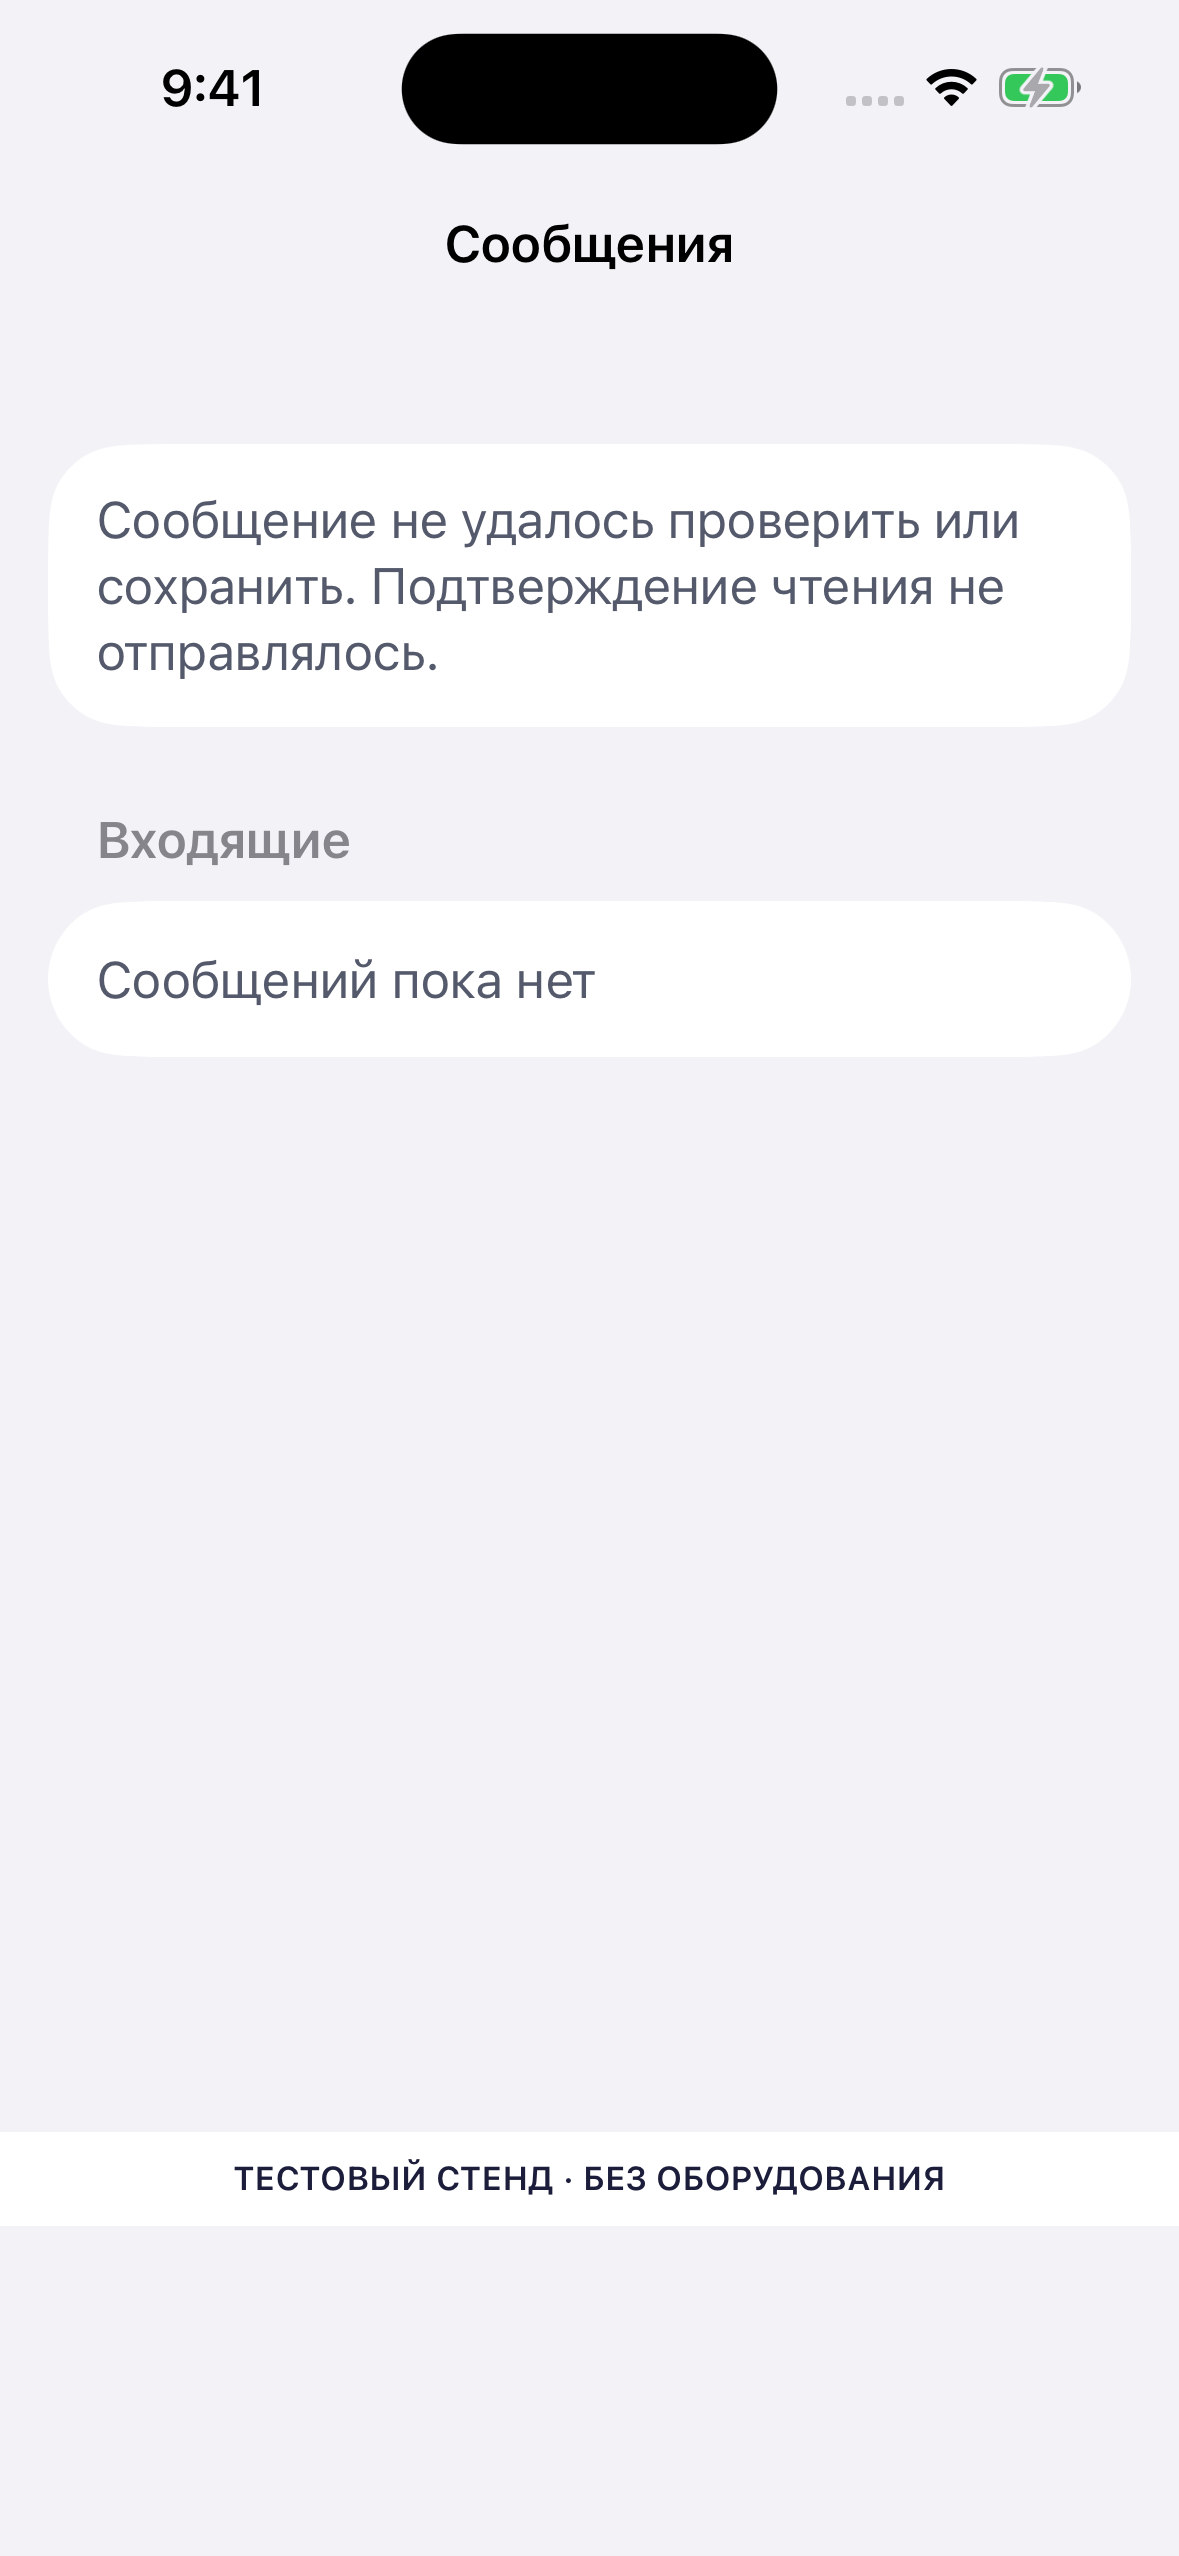 9:41
Сообщения
Сообщение не удалось проверить или
сохранить. Подтверждение чтения не
отправлялось.
Входящие
Сообщений пока нет
ТЕСТОВЫЙ СТЕНД · БЕЗ ОБОРУДОВАНИЯ